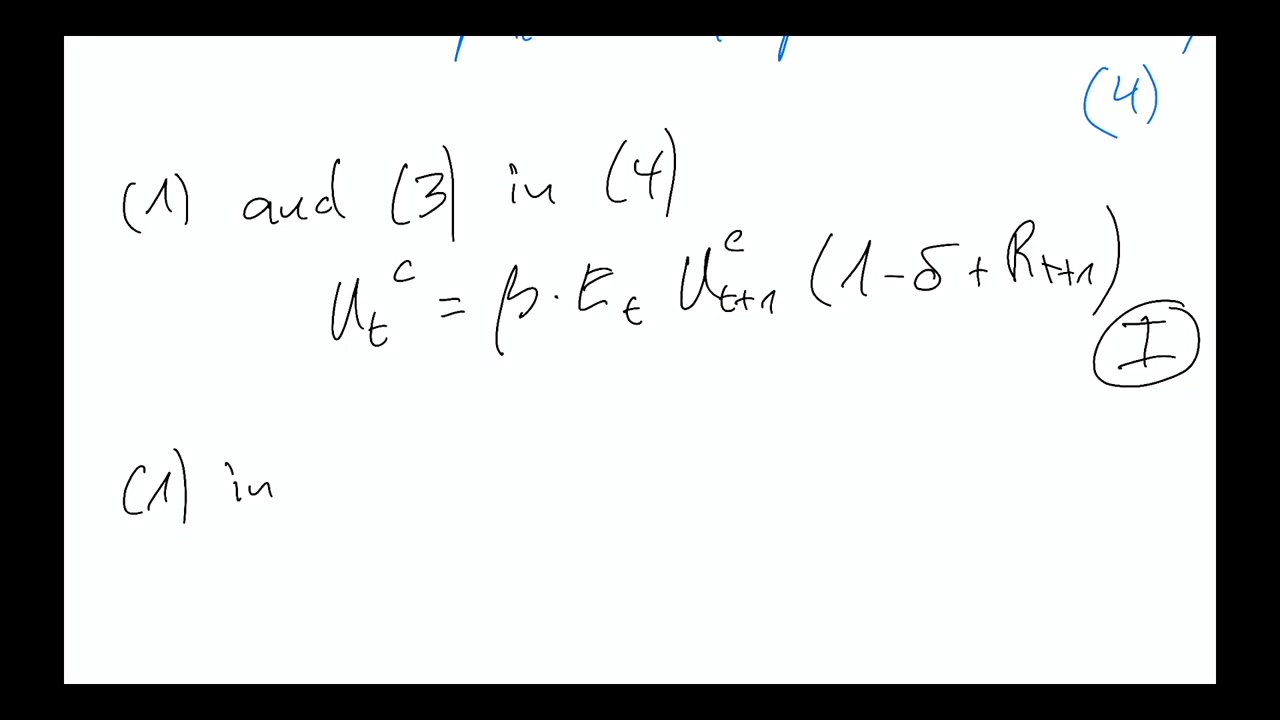 (4)
(1) and (3) in (4)
U_t^c = β · E_t U_{t+1}^c (1 - δ + R_{t+1})
I
(1) in